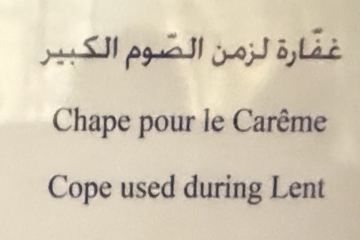 غفّارة لزمن الصّوم الكبير
Chape pour le Carême
Cope used during Lent